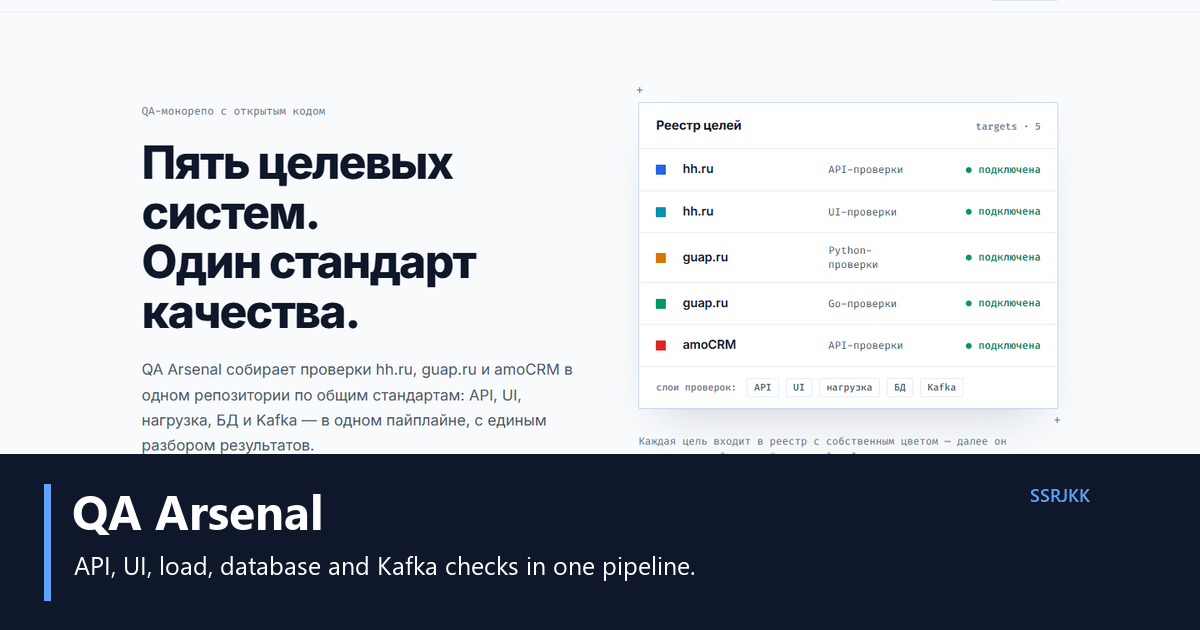 QA-монорепо с открытым кодом
Пять целевых
систем.
Один стандарт
качества.
QA Arsenal собирает проверки hh.ru, guap.ru и amoCRM в
одном репозитории по общим стандартам: API, UI,
нагрузка, БД и Kafka — в одном пайплайне, с единым
разбором результатов.
+
Реестр целей targets · 5
hh.ru API-проверки ● подключена
hh.ru UI-проверки ● подключена
guap.ru Python-
проверки ● подключена
guap.ru Go-проверки ● подключена
amoCRM API-проверки ● подключена
слои проверок: API UI нагрузка БД Kafka
+
Каждая цель входит в реестр с собственным цветом — далее он
QA Arsenal
SSRJKK
API, UI, load, database and Kafka checks in one pipeline.